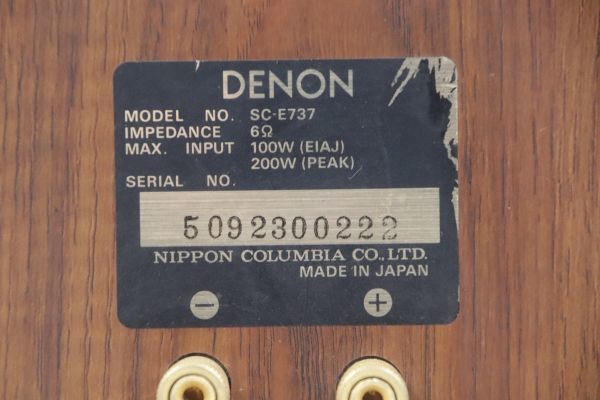 DENON
MODEL NO. SC-E737
IMPEDANCE 6Ω
MAX. INPUT 100W (EIAJ)
200W (PEAK)
SERIAL NO.
5092300222
NIPPON COLUMBIA CO., LTD.
MADE IN JAPAN
− +